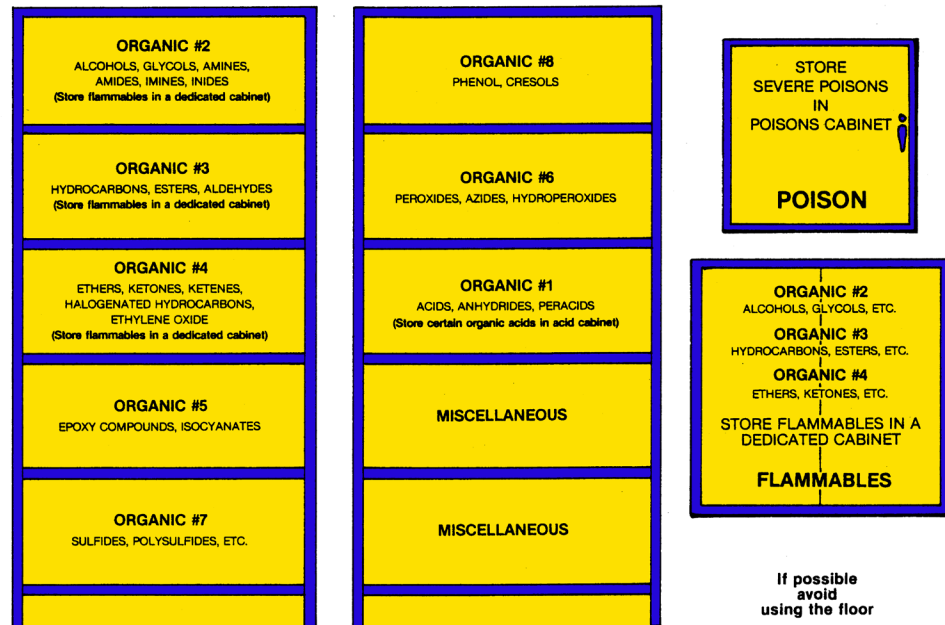 ORGANIC #2
ALCOHOLS, GLYCOLS, AMINES,
AMIDES, IMINES, INIDES
(Store flammables in a dedicated cabinet)
ORGANIC #3
HYDROCARBONS, ESTERS, ALDEHYDES
(Store flammables in a dedicated cabinet)
ORGANIC #4
ETHERS, KETONES, KETENES,
HALOGENATED HYDROCARBONS,
ETHYLENE OXIDE
(Store flammables in a dedicated cabinet)
ORGANIC #5
EPOXY COMPOUNDS, ISOCYANATES
ORGANIC #7
SULFIDES, POLYSULFIDES, ETC.
ORGANIC #8
PHENOL, CRESOLS
ORGANIC #6
PEROXIDES, AZIDES, HYDROPEROXIDES
ORGANIC #1
ACIDS, ANHYDRIDES, PERACIDS
(Store certain organic acids in acid cabinet)
MISCELLANEOUS
MISCELLANEOUS
STORE
SEVERE POISONS
IN
POISONS CABINET
POISON
ORGANIC #2
ALCOHOLS, GLYCOLS, ETC.
ORGANIC #3
HYDROCARBONS, ESTERS, ETC.
ORGANIC #4
ETHERS, KETONES, ETC.
STORE FLAMMABLES IN A
DEDICATED CABINET
FLAMMABLES
If possible
avoid
using the floor